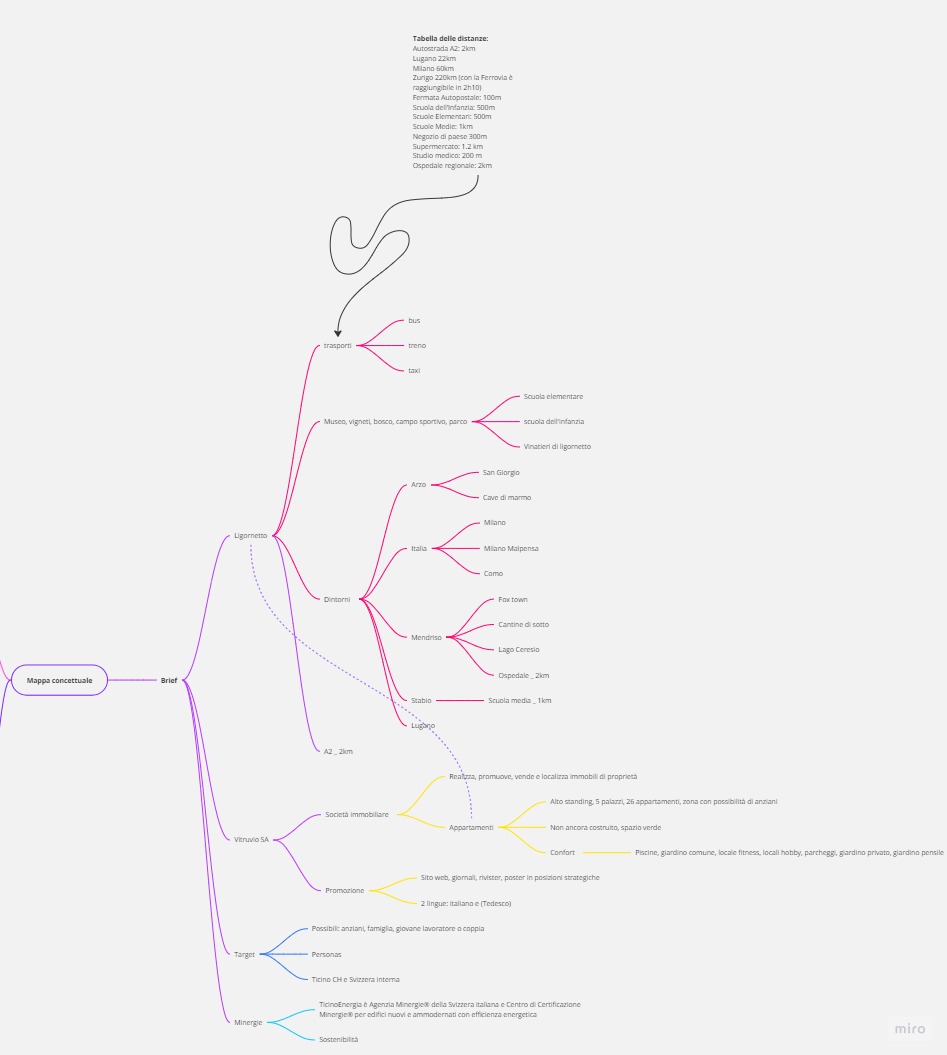 Tabella delle distanze:
Autostrada A2: 2km
Lugano 22km
Milano 60km
Zurigo 220km (con la Ferrovia è
raggiungibile in 2h10)
Fermata Autopostale: 100m
Scuola dell'Infanzia: 500m
Scuole Elementari: 500m
Scuole Medie: 1km
Negozio di paese 300m
Supermercato: 1.2 km
Studio medico: 200 m
Ospedale regionale: 2km
bus
trasporti
treno
taxi
Scuola elementare
Museo, vigneti, bosco, campo sportivo, parco
scuola dell'infanzia
Vinatieri di ligornetto
San Giorgio
Arzo
Cave di marmo
Milano
Ligornetto
Italia
Milano Malpensa
Como
Dintorni
Fox town
Cantine di sotto
Mendriso
Lago Ceresio
Ospedale _ 2km
Mappa concettuale
Brief
Stabio
Scuola media _ 1km
Lugano
A2 _ 2km
Realizza, promuove, vende e localizza immobili di proprietà
Alto standing, 5 palazzi, 26 appartamenti, zona con possibilità di anziani
Società immobiliare
Appartamenti
Non ancora costruito, spazio verde
Vitruvio SA
Confort
Piscine, giardino comune, locale fitness, locali hobby, parcheggi, giardino privato, giardino pensile
Sito web, giornali, rivister, poster in posizioni strategiche
Promozione
2 lingue: italiano e (Tedesco)
Possibili: anziani, famiglia, giovane lavoratore o coppia
Target
Personas
Ticino CH e Svizzera interna
TicinoEnergia è Agenzia Minergie® della Svizzera italiana e Centro di Certificazione
Minergie® per edifici nuovi e ammodernati con efficienza energetica
Minergie
Sostenibilità
miro